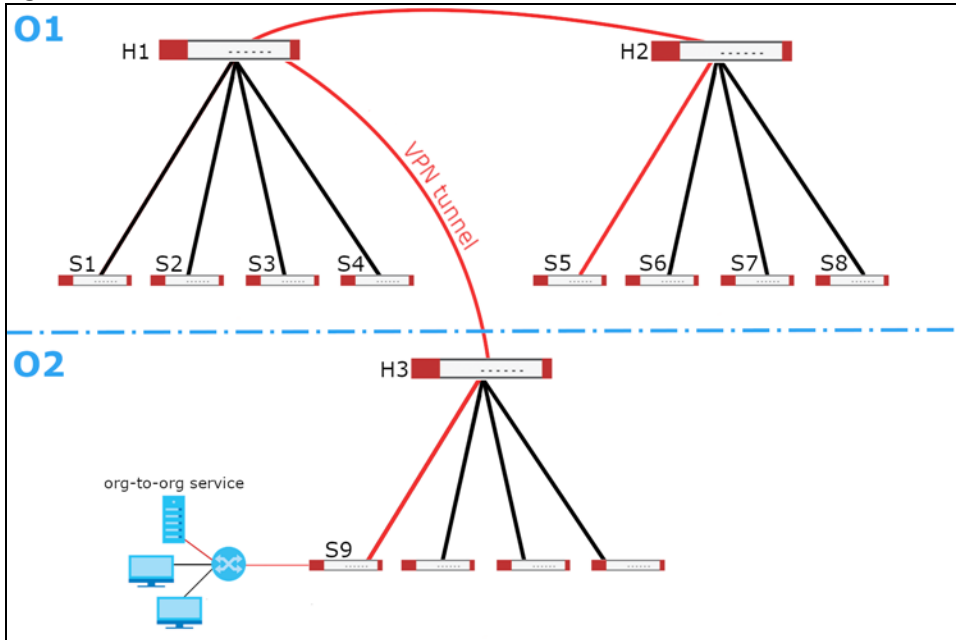 O1
H1
H2
VPN tunnel
S1
S2
S3
S4
S5
S6
S7
S8
O2
H3
org-to-org service
S9